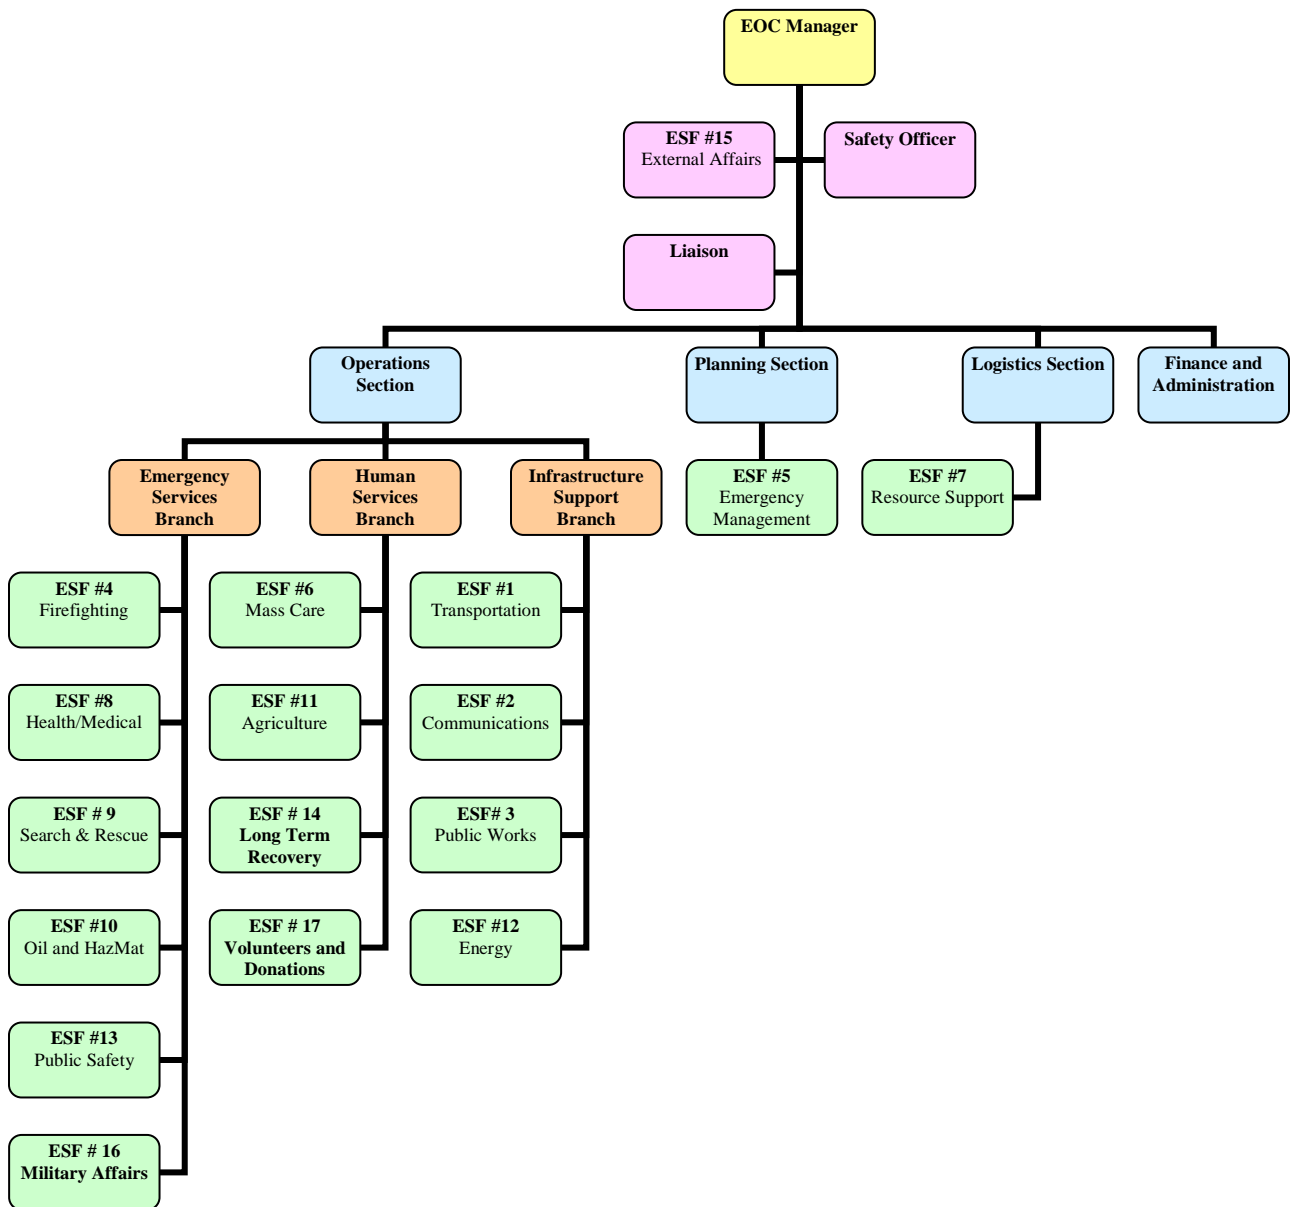 EOC Manager
ESF #15
External Affairs
Safety Officer
Liaison
Operations
Section
Planning Section
Logistics Section
Finance and
Administration
Emergency
Services
Branch
Human
Services
Branch
Infrastructure
Support
Branch
ESF #5
Emergency
Management
ESF #7
Resource Support
ESF #4
Firefighting
ESF #6
Mass Care
ESF #1
Transportation
ESF #8
Health/Medical
ESF #11
Agriculture
ESF #2
Communications
ESF # 9
Search & Rescue
ESF # 14
Long Term
Recovery
ESF# 3
Public Works
ESF #10
Oil and HazMat
ESF # 17
Volunteers and
Donations
ESF #12
Energy
ESF #13
Public Safety
ESF # 16
Military Affairs